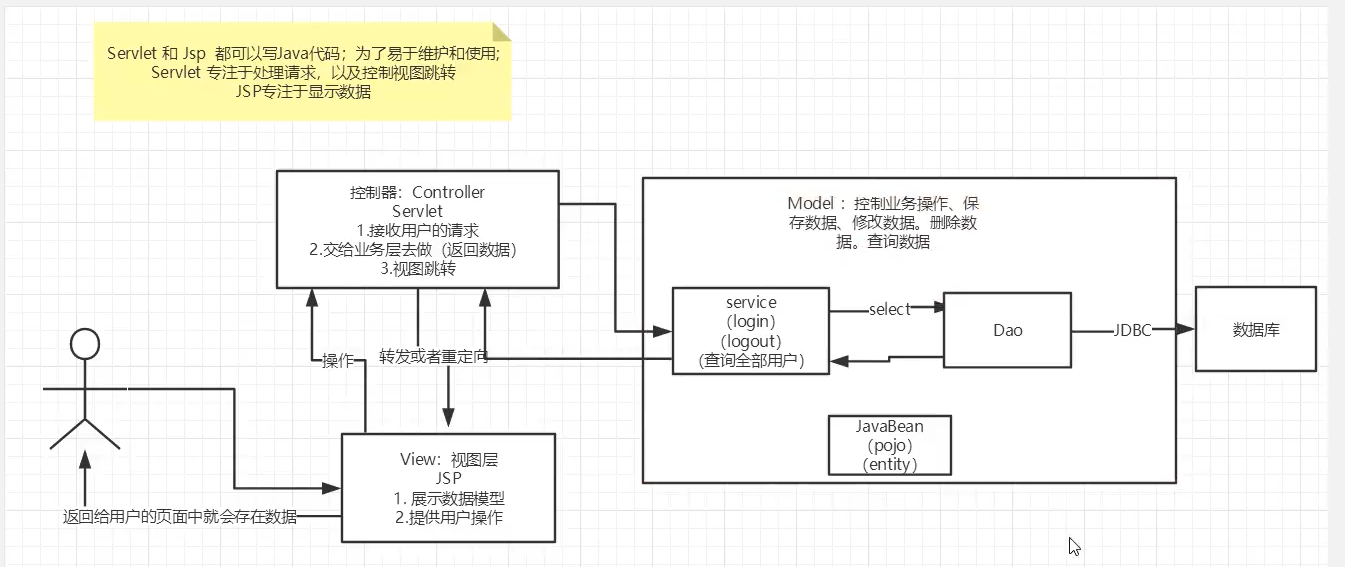 Servlet 和 Jsp 都可以写Java代码；为了易于维护和使用;
Servlet 专注于处理请求，以及控制视图跳转
JSP专注于显示数据
控制器：Controller
Servlet
1.接收用户的请求
2.交给业务层去做（返回数据）
3.视图跳转
Model ：控制业务操作、保
存数据、修改数据。删除数
据。查询数据
service
（login）
（logout）
（查询全部用户）
select
Dao
JDBC
数据库
操作
转发或者重定向
JavaBean
（pojo）
（entity）
View：视图层
JSP
1. 展示数据模型
2.提供用户操作
返回给用户的页面中就会存在数据